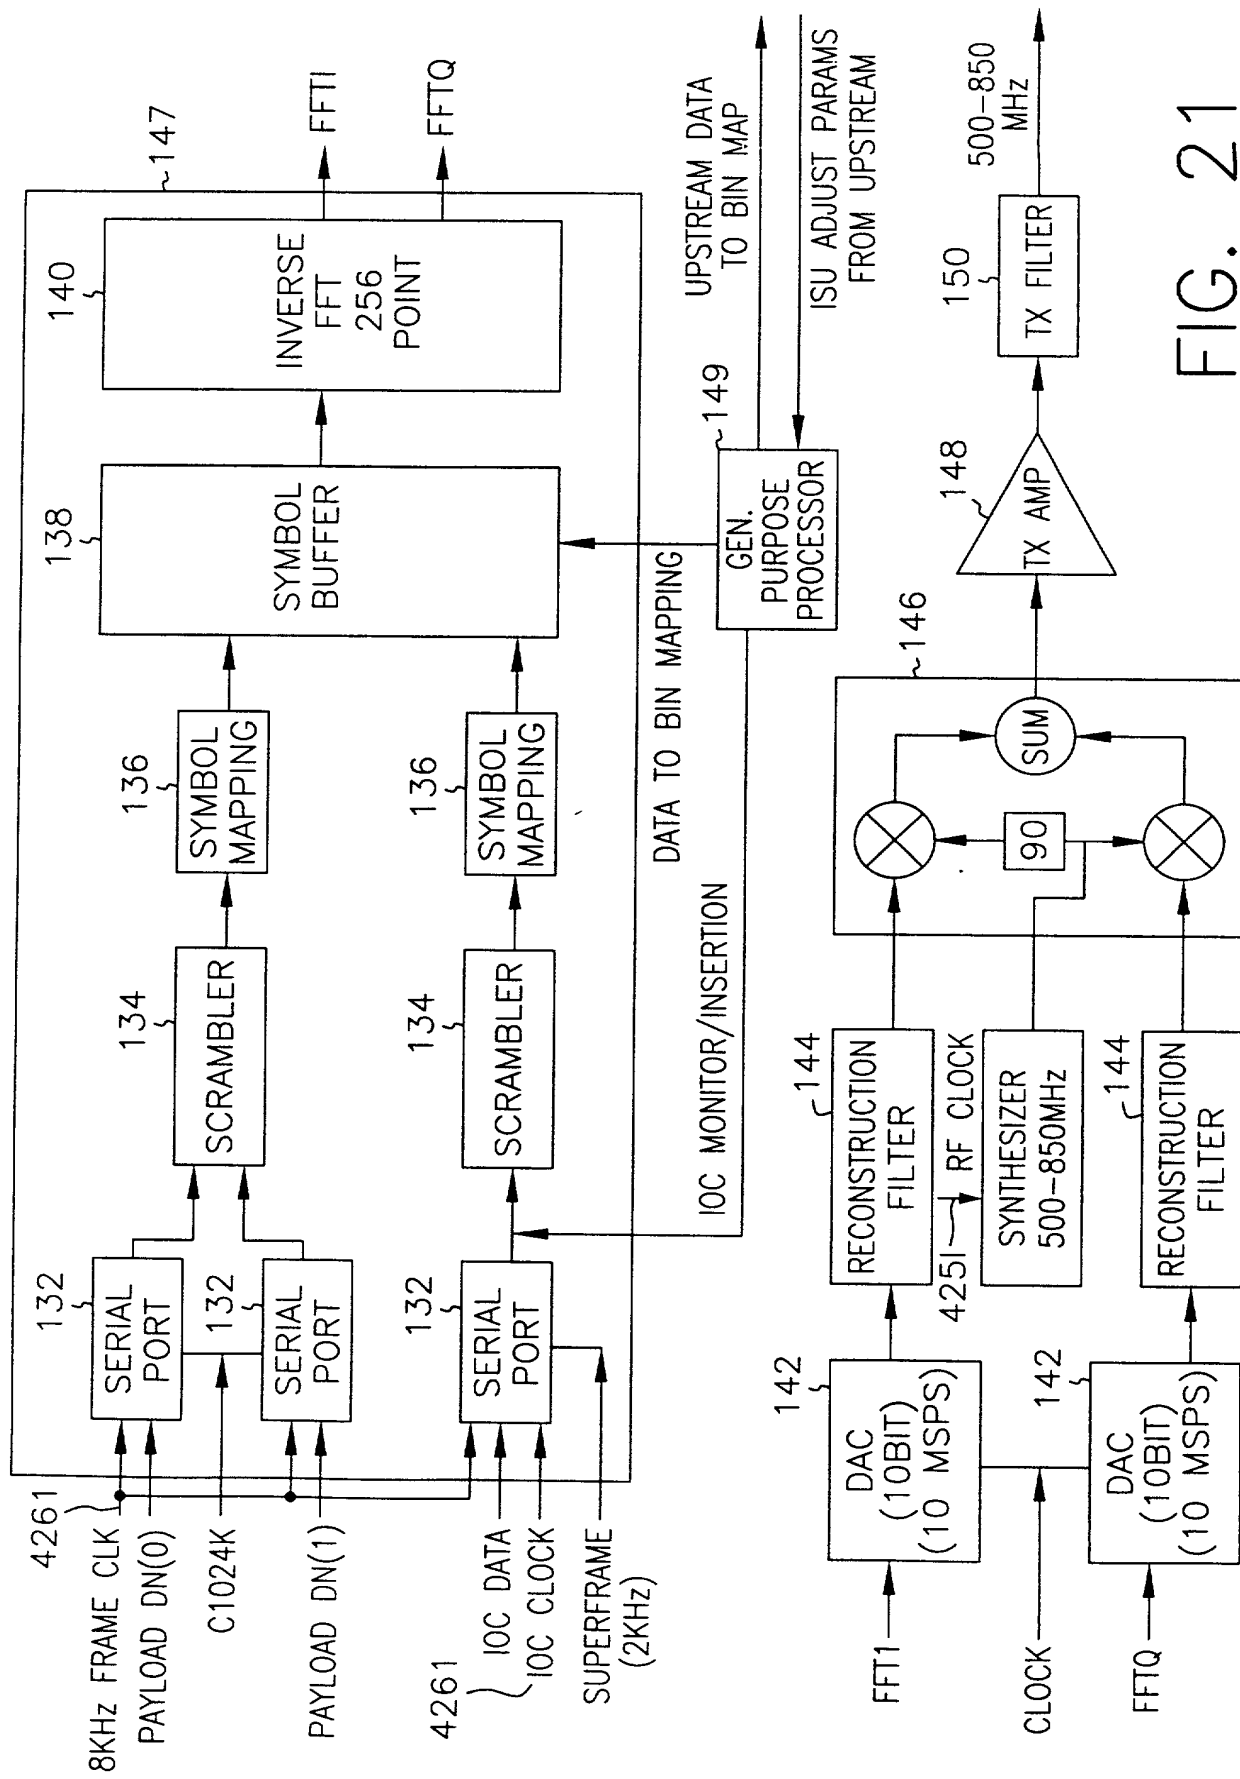 4261
8KHz FRAME CLK
PAYLOAD DN(0)
C1024K
PAYLOAD DN(1)
4261
IOC DATA
IOC CLOCK
SUPERFRAME
(2KHz)
132
SERIAL
PORT
132
SERIAL
PORT
132
SERIAL
PORT
134
SCRAMBLER
134
SCRAMBLER
136
SYMBOL
MAPPING
136
SYMBOL
MAPPING
138
SYMBOL
BUFFER
140
INVERSE
FFT
256
POINT
147
FFTI
FFTQ
DATA TO BIN MAPPING
IOC MONITOR/INSERTION
149
GEN.
PURPOSE
PROCESSOR
UPSTREAM DATA
TO BIN MAP
ISU ADJUST PARAMS
FROM UPSTREAM
FFT1
CLOCK
FFTQ
142
DAC
(10BIT)
(10 MSPS)
142
DAC
(10BIT)
(10 MSPS)
144
RECONSTRUCTION
FILTER
4251
RF CLOCK
SYNTHESIZER
500-850MHz
144
RECONSTRUCTION
FILTER
146
90
SUM
148
TX AMP
150
TX FILTER
500-850
MHz
FIG. 21